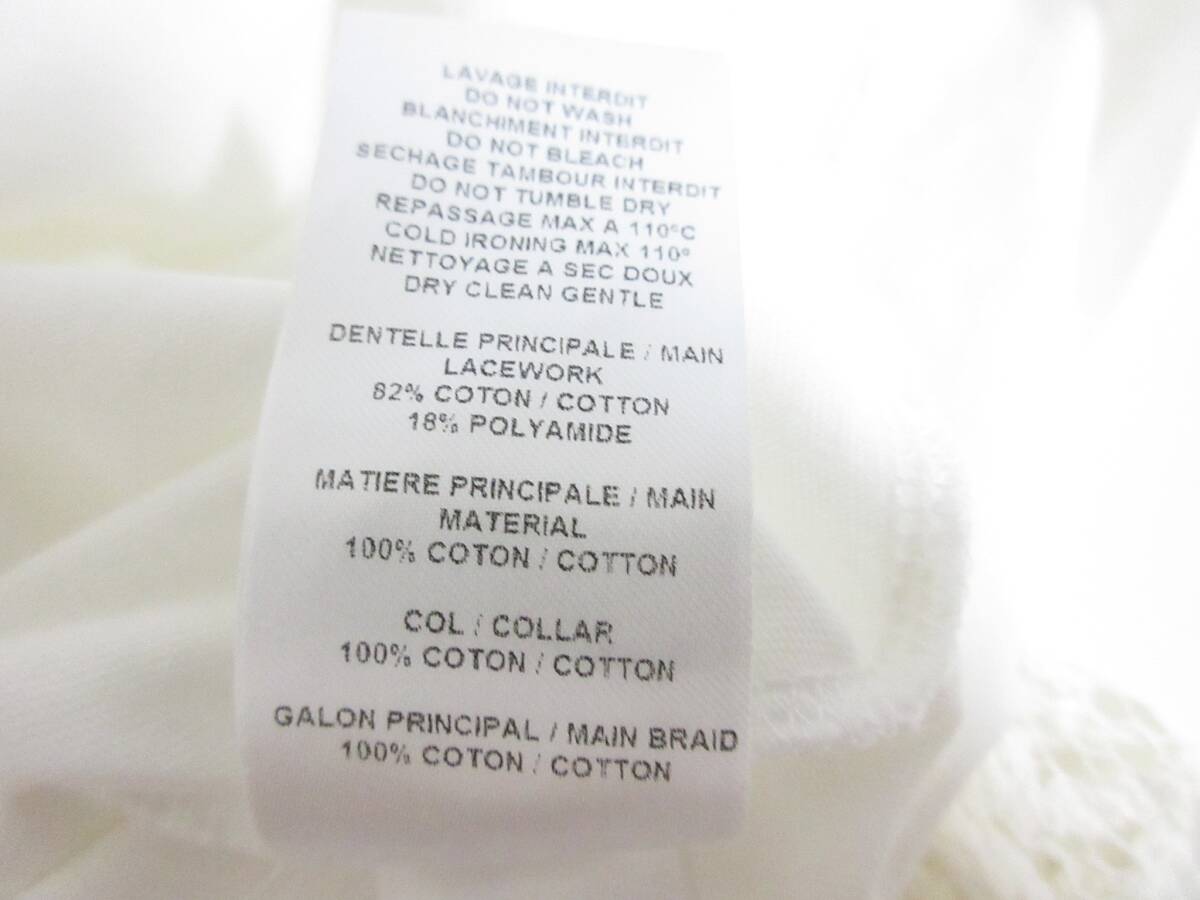 LAVAGE INTERDIT
DO NOT WASH
BLANCHIMENT INTERDIT
DO NOT BLEACH
SECHAGE TAMBOUR INTERDIT
DO NOT TUMBLE DRY
REPASSAGE MAX A 110°C
COLD IRONING MAX 110°
NETTOYAGE A SEC DOUX
DRY CLEAN GENTLE
DENTELLE PRINCIPALE / MAIN
LACEWORK
82% COTON / COTTON
18% POLYAMIDE
MATIERE PRINCIPALE / MAIN
MATERIAL
100% COTON / COTTON
COL / COLLAR
100% COTON / COTTON
GALON PRINCIPAL / MAIN BRAID
100% COTON / COTTON